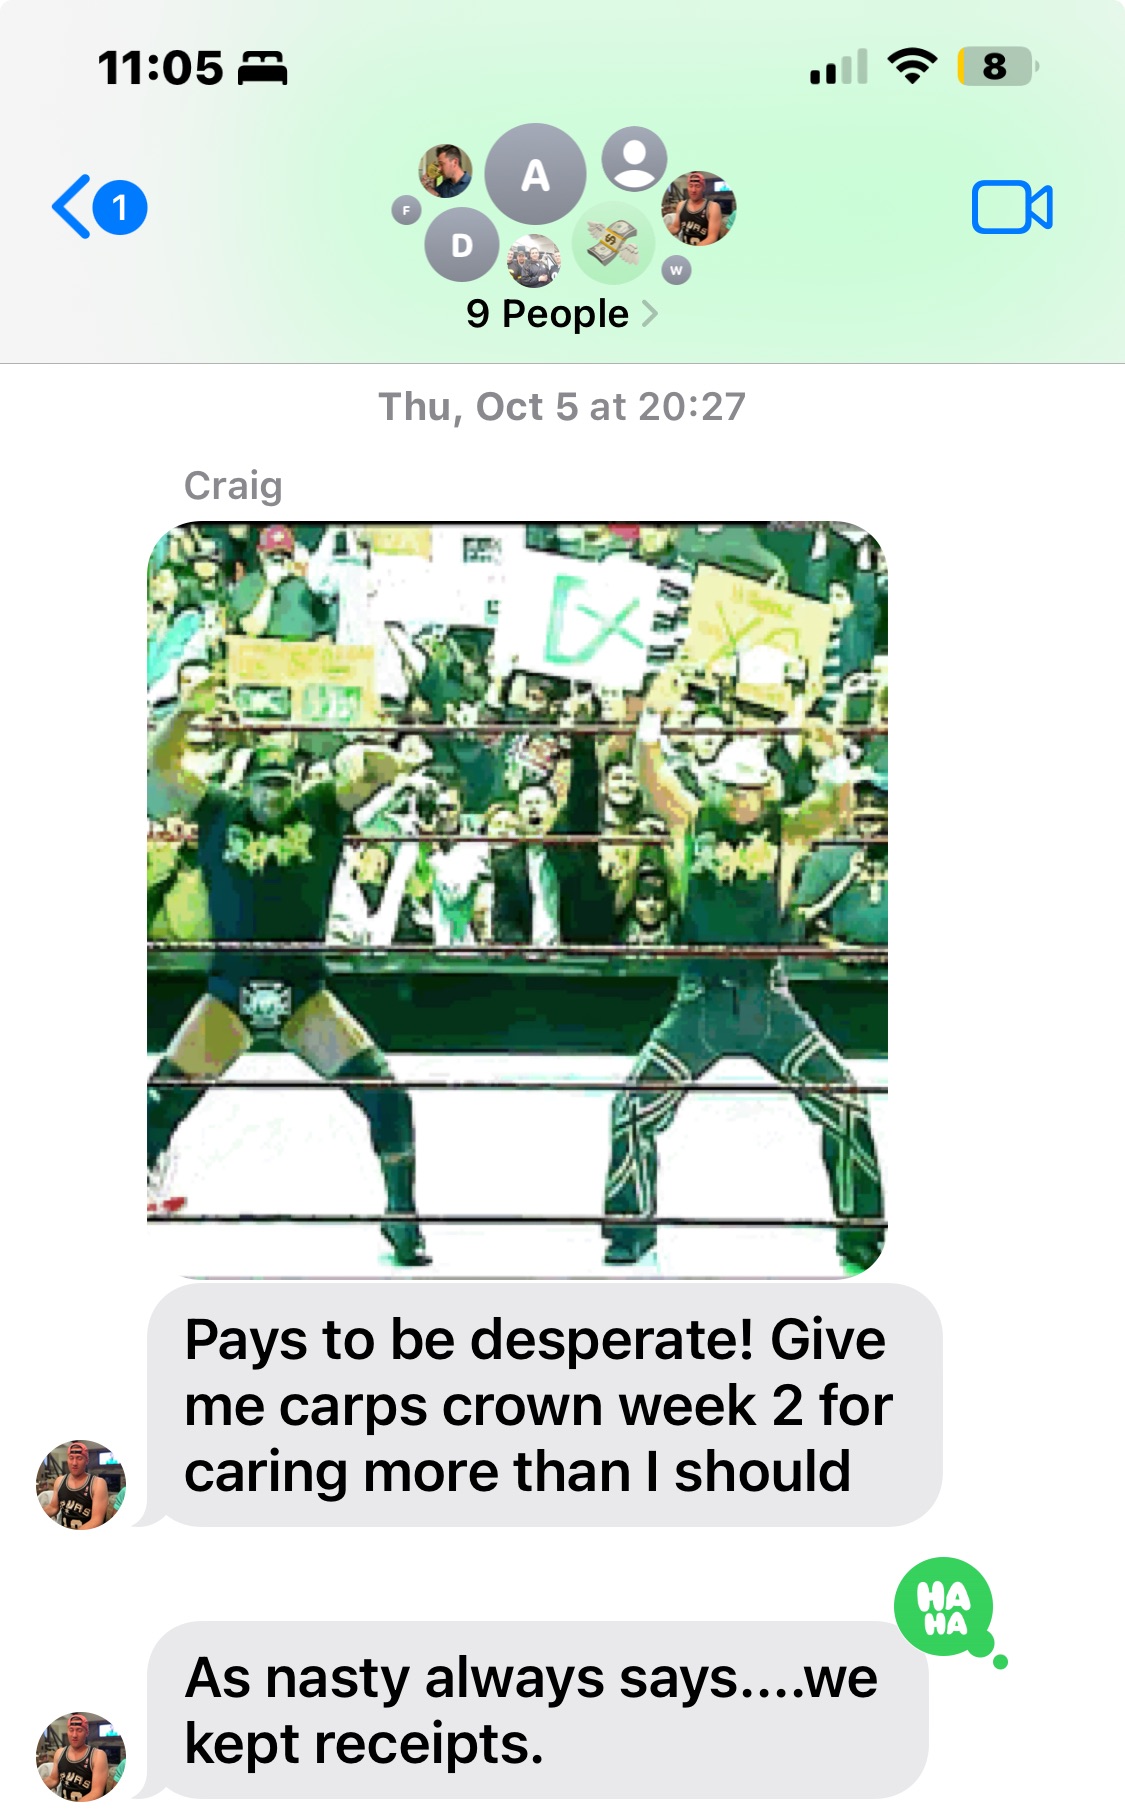 11:05
8
1
A
F
D
W
9 People
Thu, Oct 5 at 20:27
Craig
Pays to be desperate! Give
me carps crown week 2 for
caring more than I should
HA
HA
As nasty always says....we
kept receipts.